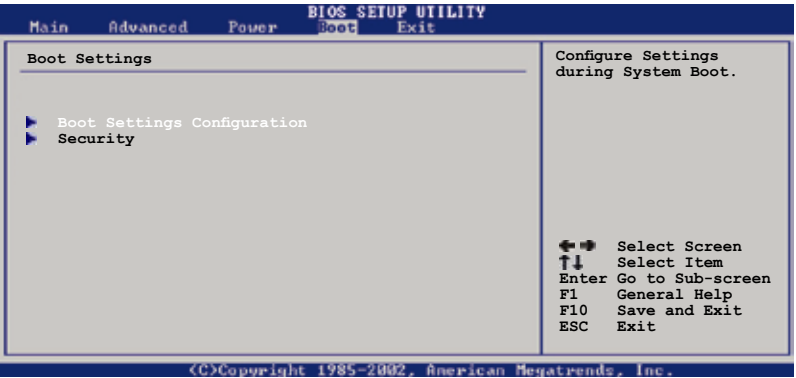 BIOS SETUP UTILITY
Main Advanced Power Boot Exit
Boot Settings
Boot Settings Configuration
Security
Configure Settings
during System Boot.
Select Screen
Select Item
Enter Go to Sub-screen
F1 General Help
F10 Save and Exit
ESC Exit
(C)Copyright 1985-2002, American Megatrends, Inc.